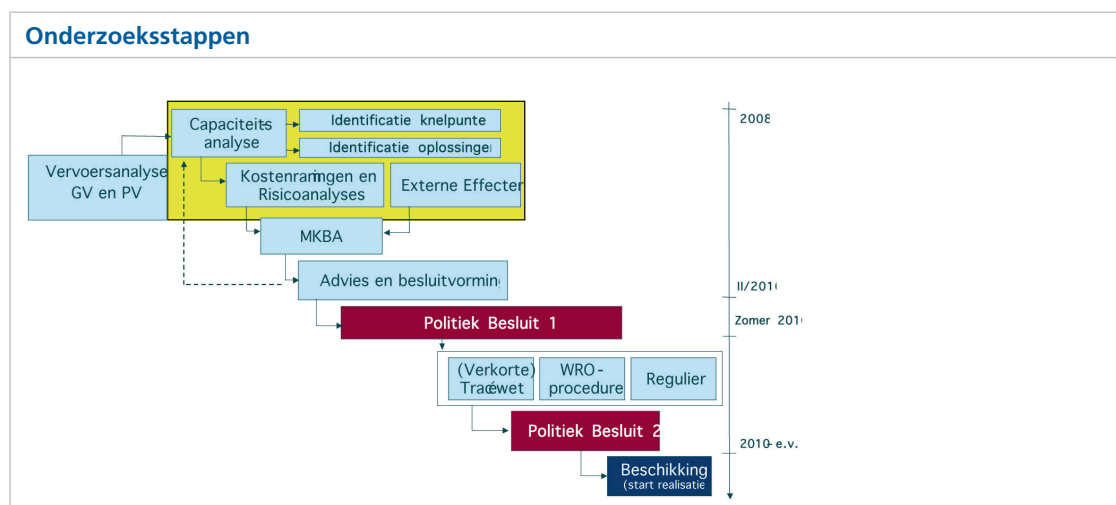 Onderzoeksstappen
Capaciteits-
analyse
Identificatie knelpunte
Identificatie oplossinger
2008
Vervoersanalyse
GV en PV
Kostenramingen en
Risicoanalyses
Externe Effecten
MKBA
Advies en besluitvorming
II/2010
Politiek Besluit 1
Zomer 2010
(Verkorte)
Tracéwet
WRO-
procedure
Regulier
Politiek Besluit 2
2010- e.v.
Beschikking
(start realisatie